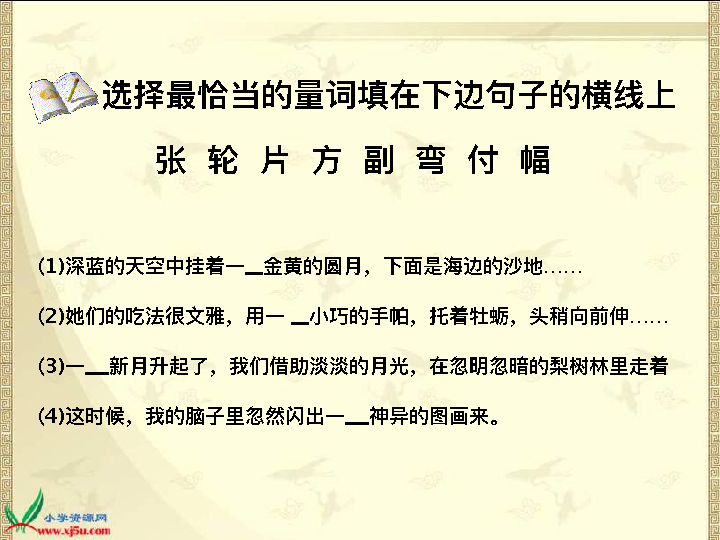 选择最恰当的量词填在下边句子的横线上
张 轮 片 方 副 弯 付 幅
(1)深蓝的天空中挂着一__金黄的圆月，下面是海边的沙地……
(2)她们的吃法很文雅，用一 __小巧的手帕，托着牡蛎，头稍向前伸……
(3)一__新月升起了，我们借助淡淡的月光，在忽明忽暗的梨树林里走着
(4)这时候，我的脑子里忽然闪出一__神异的图画来。
小学资源网
www.xj5u.com